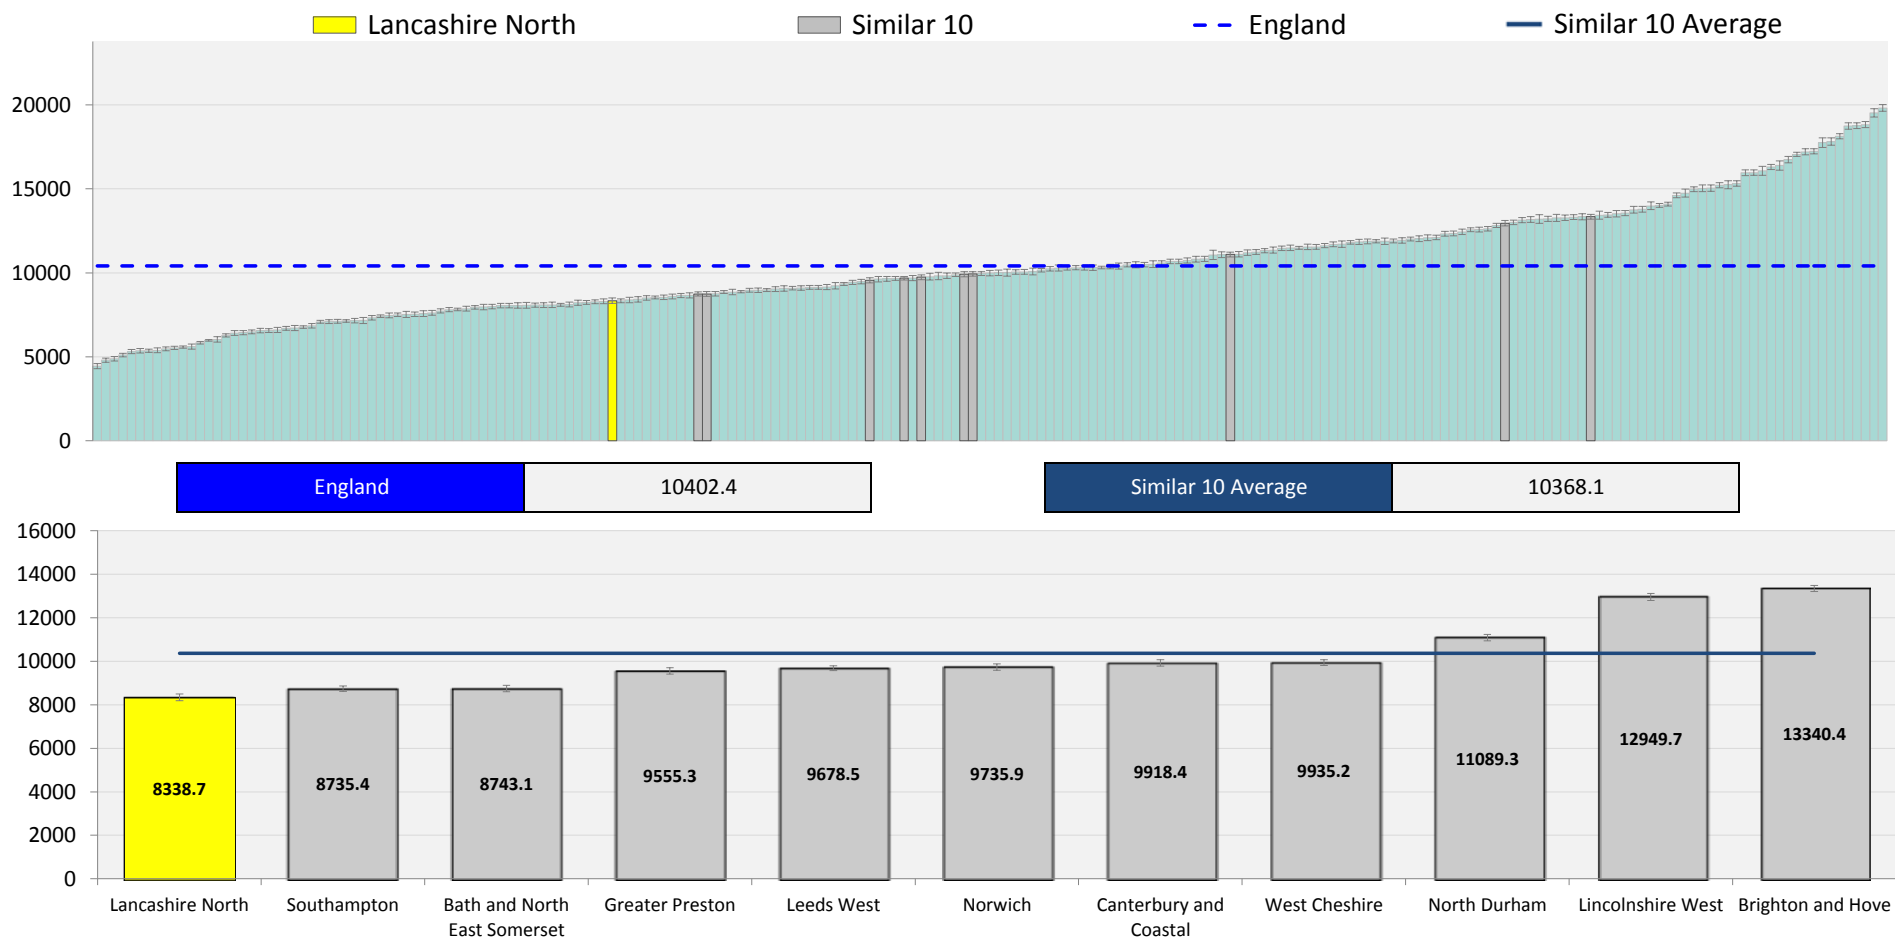 Lancashire North
Similar 10
England
Similar 10 Average
20000
15000
10000
5000
0
England
10402.4
Similar 10 Average
10368.1
16000
14000
12000
10000
8000
6000
4000
2000
0
8338.7
8735.4
8743.1
9555.3
9678.5
9735.9
9918.4
9935.2
11089.3
12949.7
13340.4
Lancashire North
Southampton
Bath and North
East Somerset
Greater Preston
Leeds West
Norwich
Canterbury and
Coastal
West Cheshire
North Durham
Lincolnshire West
Brighton and Hove